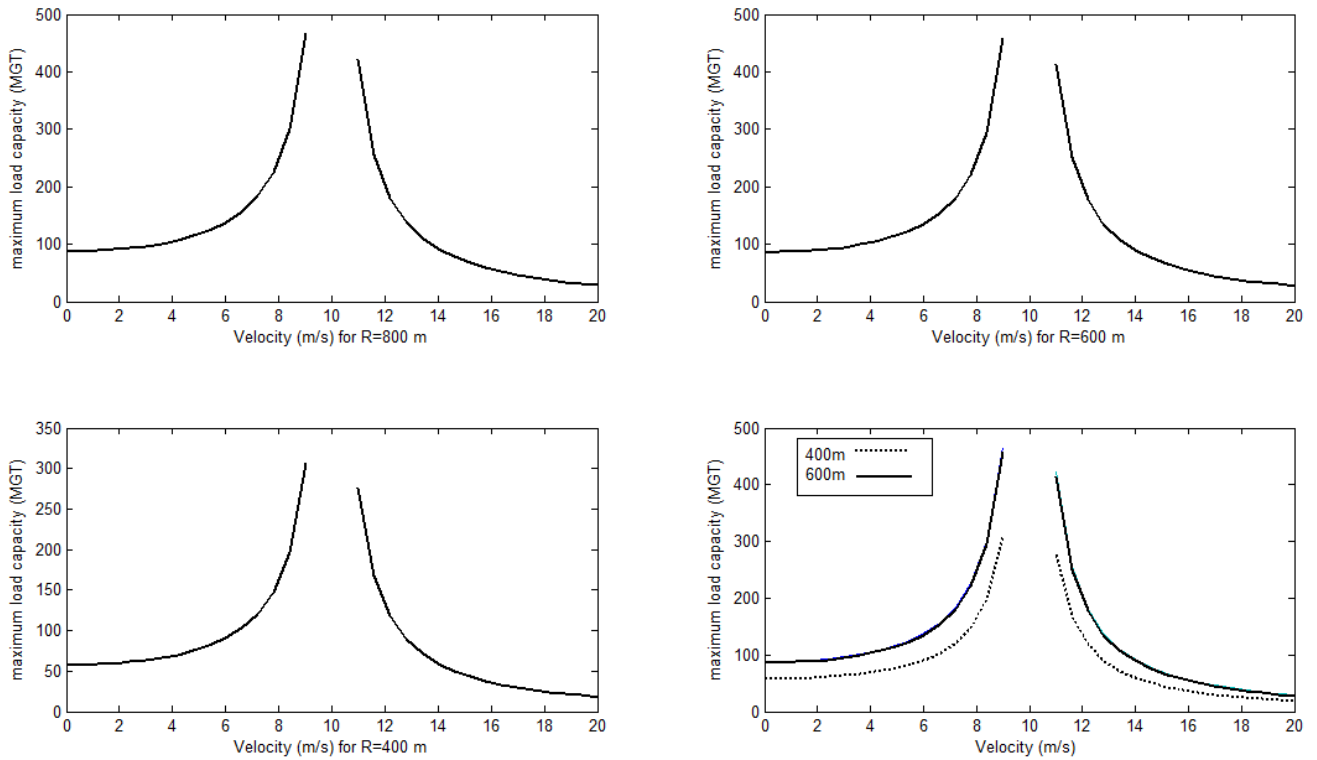 maximum load capacity (MGT)
500
400
300
200
100
0
0 2 4 6 8 10 12 14 16 18 20
Velocity (m/s) for R=800 m
maximum load capacity (MGT)
500
400
300
200
100
0
0 2 4 6 8 10 12 14 16 18 20
Velocity (m/s) for R=600 m
maximum load capacity (MGT)
350
300
250
200
150
100
50
0
0 2 4 6 8 10 12 14 16 18 20
Velocity (m/s) for R=400 m
maximum load capacity (MGT)
500
400
300
200
100
0
400m
600m
0 2 4 6 8 10 12 14 16 18 20
Velocity (m/s)